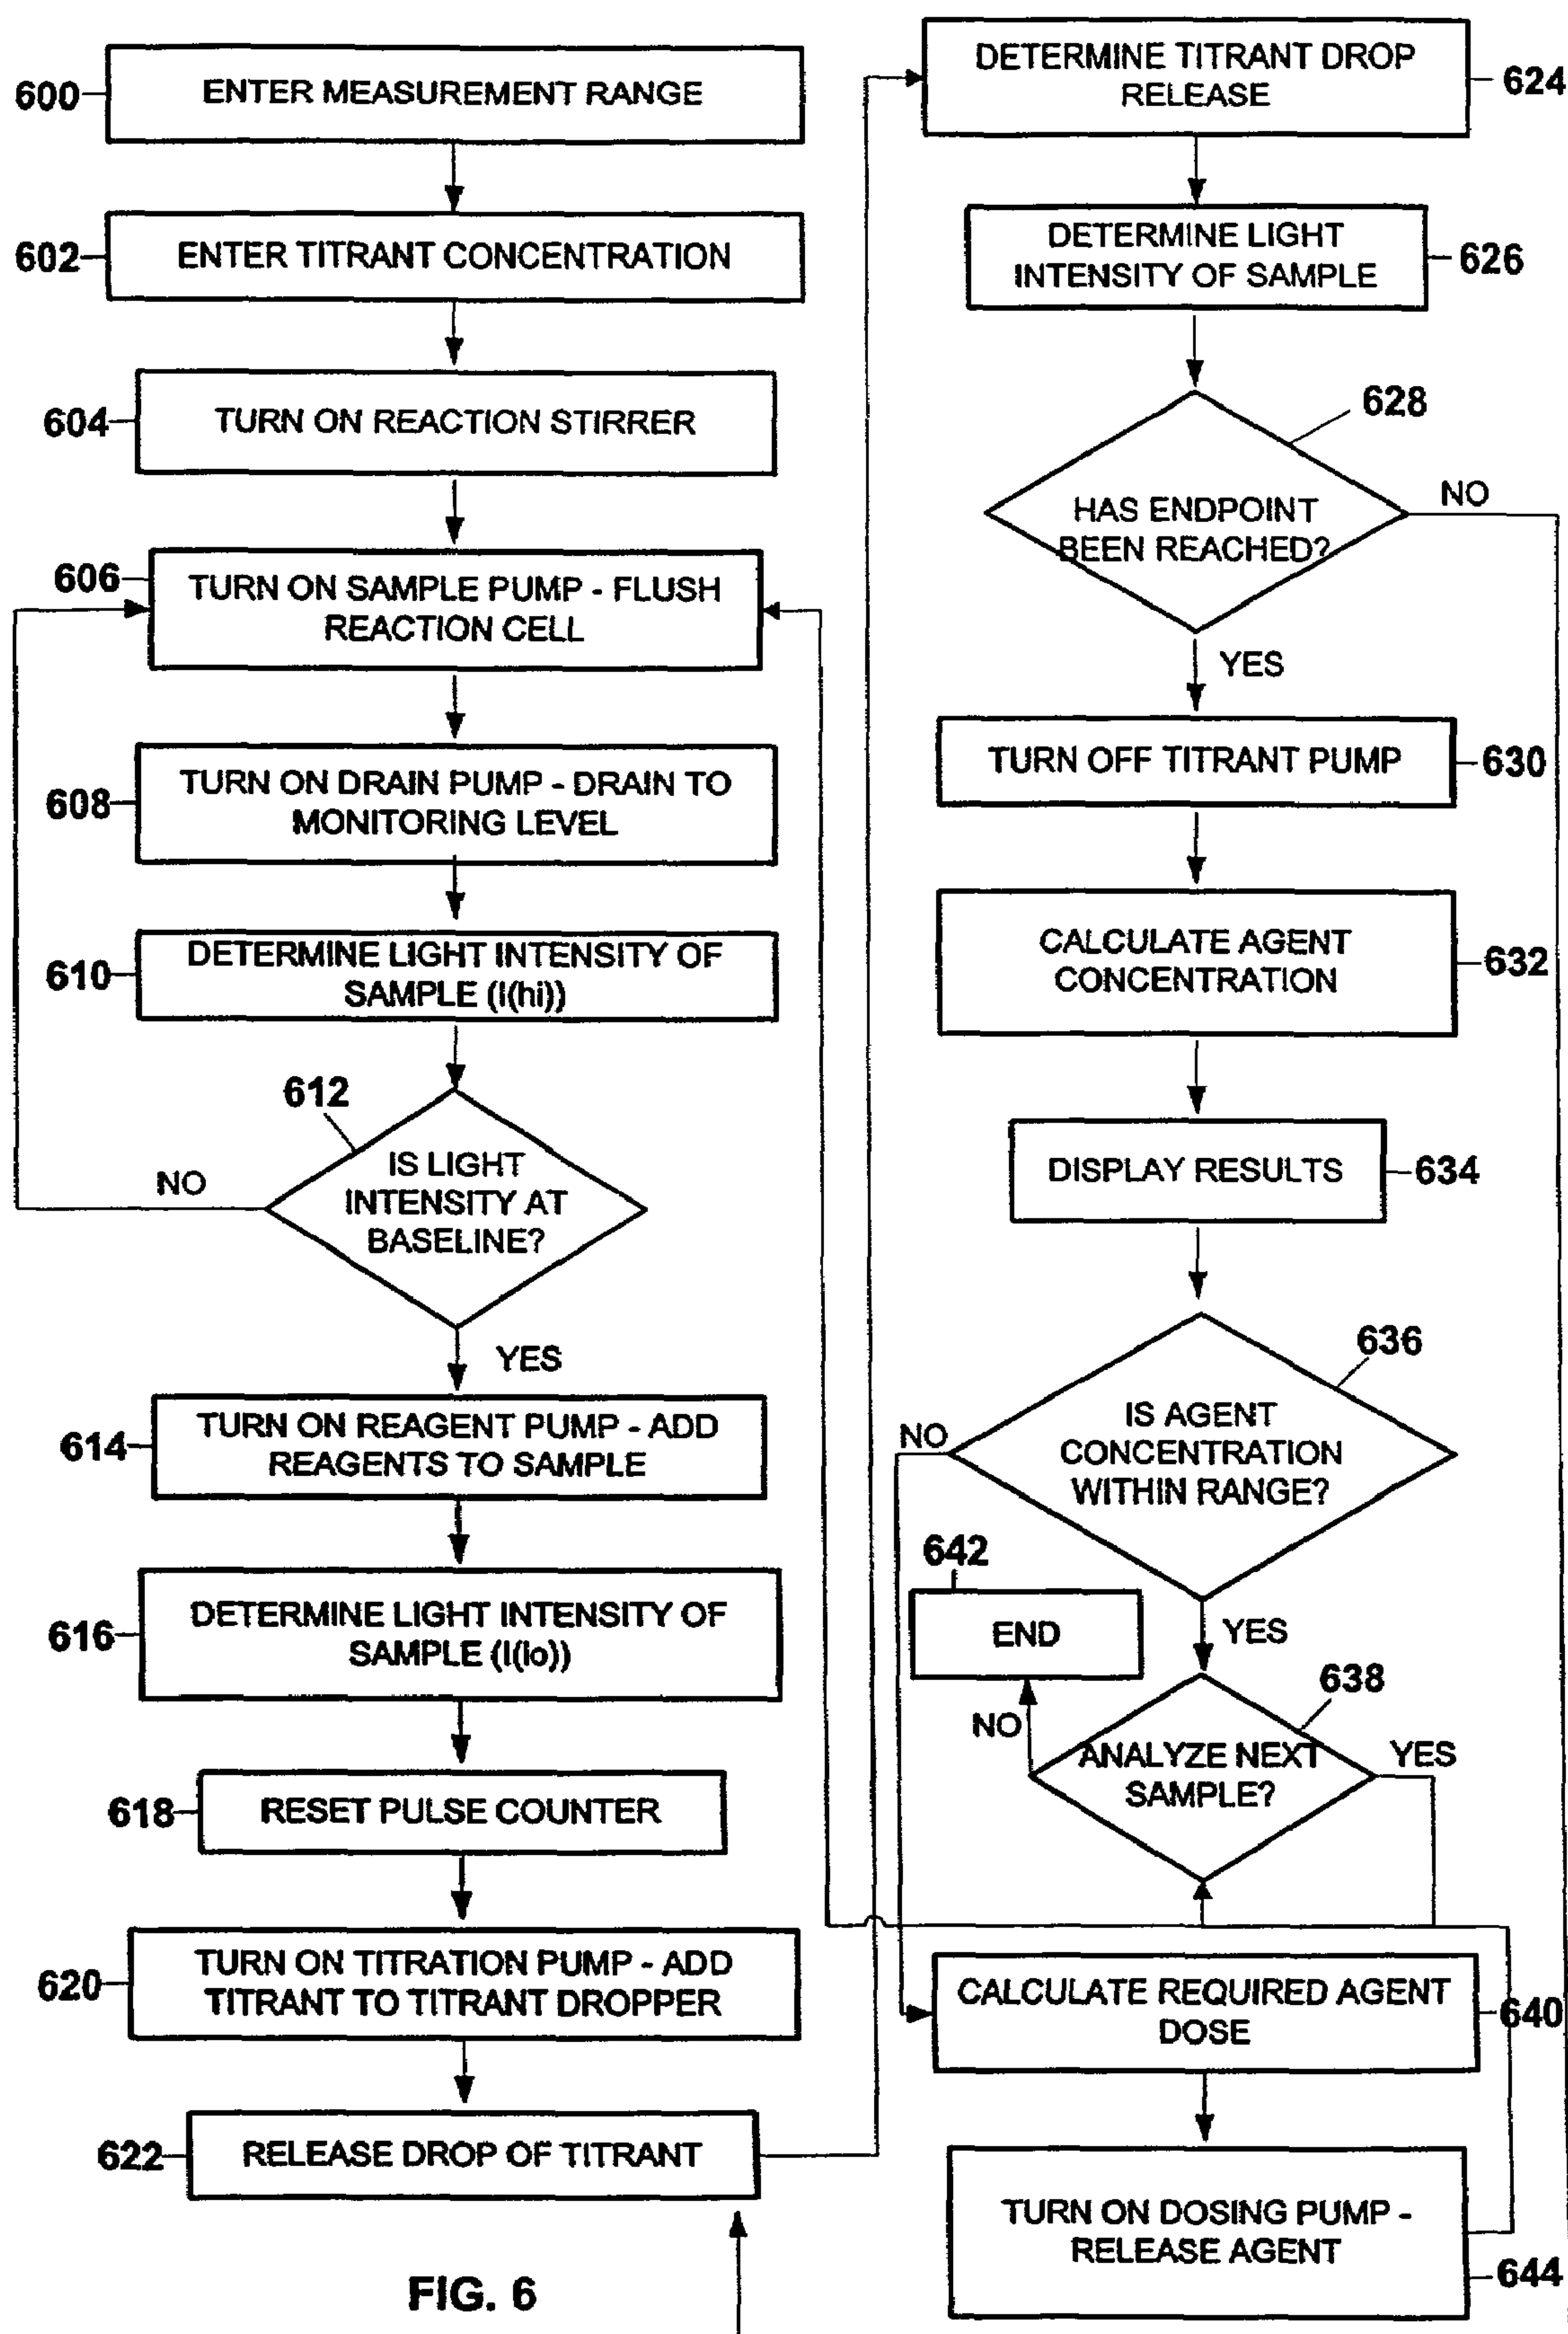 600
ENTER MEASUREMENT RANGE
602
ENTER TITRANT CONCENTRATION
604
TURN ON REACTION STIRRER
606
TURN ON SAMPLE PUMP - FLUSH
REACTION CELL
608
TURN ON DRAIN PUMP - DRAIN TO
MONITORING LEVEL
610
DETERMINE LIGHT INTENSITY OF
SAMPLE (I(hi))
612
IS LIGHT
INTENSITY AT
BASELINE?
NO
YES
614
TURN ON REAGENT PUMP - ADD
REAGENTS TO SAMPLE
616
DETERMINE LIGHT INTENSITY OF
SAMPLE (I(lo))
618
RESET PULSE COUNTER
620
TURN ON TITRATION PUMP - ADD
TITRANT TO TITRANT DROPPER
622
RELEASE DROP OF TITRANT
FIG. 6
DETERMINE TITRANT DROP
RELEASE
624
DETERMINE LIGHT
INTENSITY OF SAMPLE
626
628
HAS ENDPOINT
BEEN REACHED?
NO
YES
TURN OFF TITRANT PUMP
630
CALCULATE AGENT
CONCENTRATION
632
DISPLAY RESULTS
634
636
IS AGENT
CONCENTRATION
WITHIN RANGE?
NO
YES
642
END
638
NO
ANALYZE NEXT
SAMPLE?
YES
CALCULATE REQUIRED AGENT
DOSE
640
TURN ON DOSING PUMP -
RELEASE AGENT
644